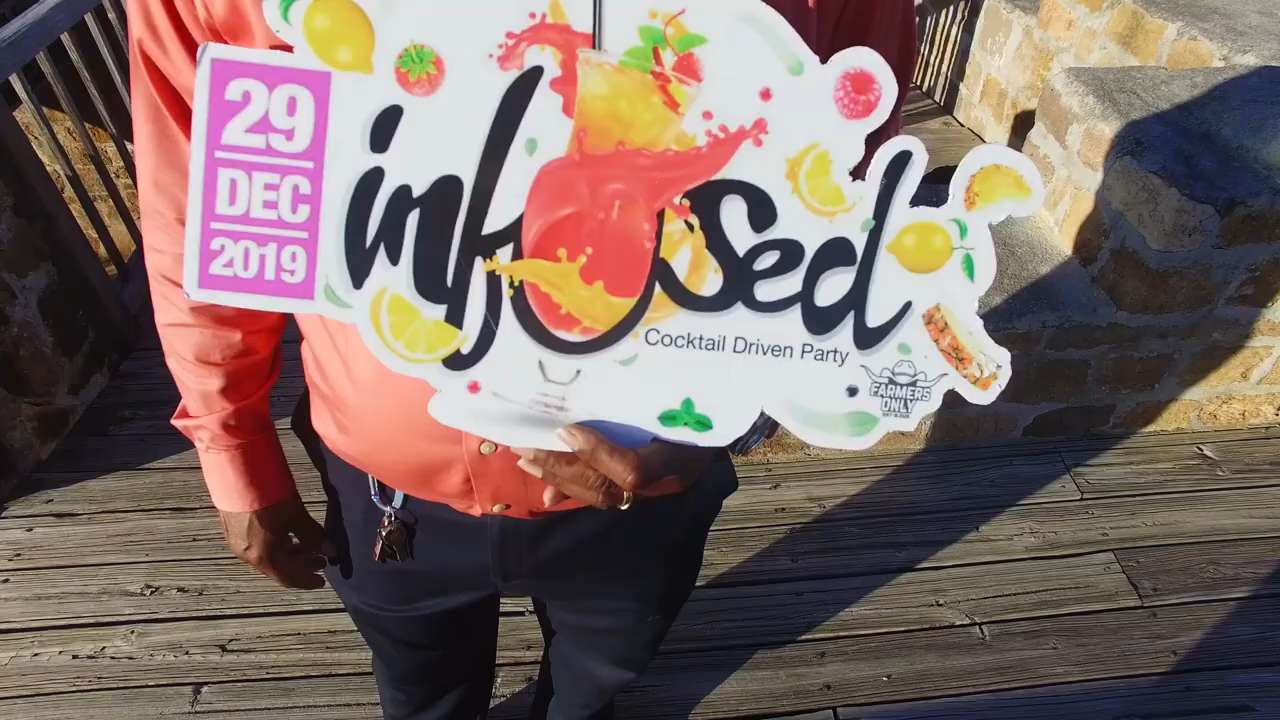 29
DEC
2019
infused
Cocktail Driven Party
FARMERS
ONLY